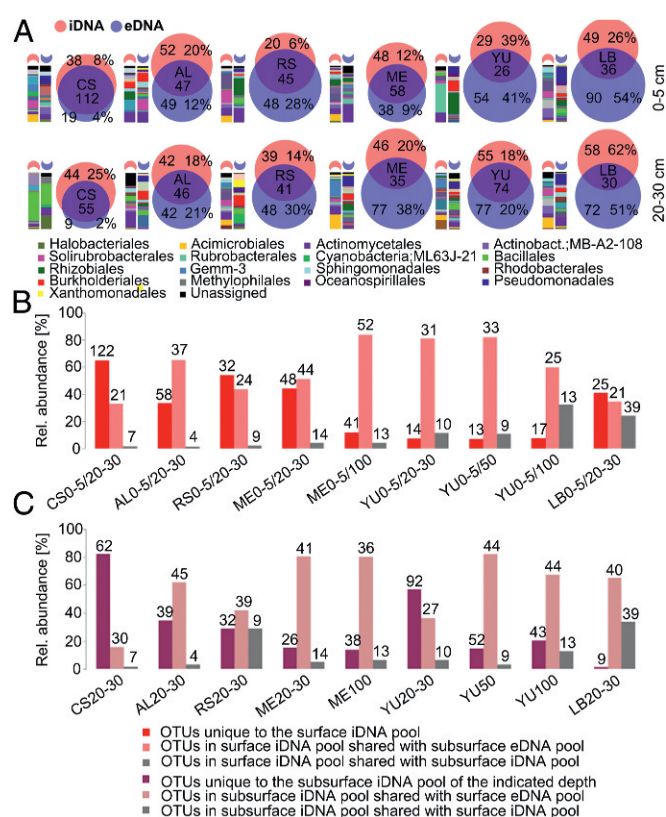 A iDNA eDNA
38 8% 52 20% 20 6% 48 12% 29 39% 49 26%
CS AL RS ME YU LB
112 47 45 58 26 36
19 4% 49 12% 48 28% 38 9% 54 41% 90 54%
0-5 cm
44 25% 42 18% 39 14% 46 20% 55 18% 58 62%
CS AL RS ME YU LB
55 46 41 35 74 30
9 2% 42 21% 48 30% 77 38% 77 20% 72 51%
20-30 cm
Halobacteriales Acimicrobiales Actinomycetales Actinobact.;MB-A2-108
Solirubrobacterales Rubrobacterales Cyanobacteria;ML63J-21 Bacillales
Rhizobiales Gemm-3 Sphingomonadales Rhodobacterales
Burkholderiales Methylophilales Oceanospirillales Pseudomonadales
Xanthomonadales Unassigned
B
Rel. abundance [%]
100
80
60
40
20
0
122 21 7 58 37 4 32 24 9 48 44 14 41 52 13 14 31 10 13 33 9 17 25 13 25 21 39
CS0-5/20-30 AL0-5/20-30 RS0-5/20-30 ME0-5/20-30 ME0-5/100 YU0-5/20-30 YU0-5/50 YU0-5/100 LB0-5/20-30
C
Rel. abundance [%]
100
80
60
40
20
0
62 30 7 39 45 4 32 39 9 26 41 14 38 36 13 92 27 10 52 44 9 43 44 13 9 40 39
CS20-30 AL20-30 RS20-30 ME20-30 ME100 YU20-30 YU50 YU100 LB20-30
OTUs unique to the surface iDNA pool
OTUs in surface iDNA pool shared with subsurface eDNA pool
OTUs in surface iDNA pool shared with subsurface iDNA pool
OTUs unique to the subsurface iDNA pool of the indicated depth
OTUs in subsurface iDNA pool shared with surface eDNA pool
OTUs in subsurface iDNA pool shared with surface iDNA pool